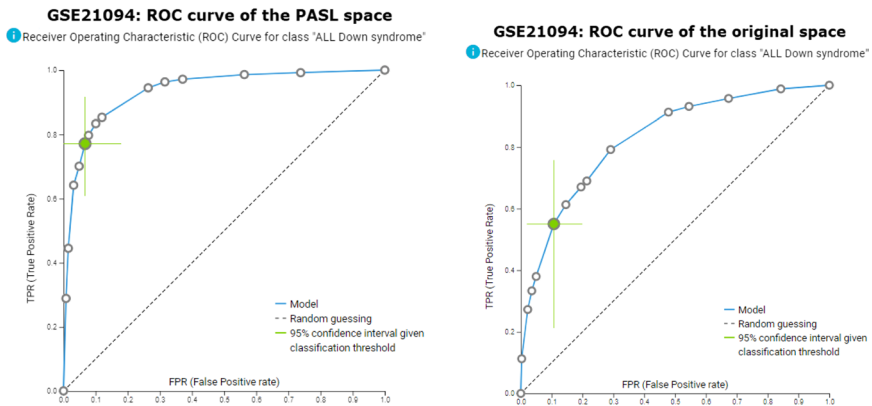 GSE21094: ROC curve of the PASL space
i Receiver Operating Characteristic (ROC) Curve for class "ALL Down syndrome"
1.0
0.8
0.6
0.4
0.2
0.0
TPR (True Positive Rate)
Model
Random guessing
95% confidence interval given
classification threshold
FPR (False Positive rate)
0.0 0.1 0.2 0.3 0.4 0.5 0.6 0.7 0.8 0.9 1.0
GSE21094: ROC curve of the original space
i Receiver Operating Characteristic (ROC) Curve for class "ALL Down syndrome"
1.0
0.8
0.6
0.4
0.2
0.0
TPR (True Positive Rate)
Model
Random guessing
95% confidence interval given
classification threshold
FPR (False Positive rate)
0.0 0.1 0.2 0.3 0.4 0.5 0.6 0.7 0.8 0.9 1.0